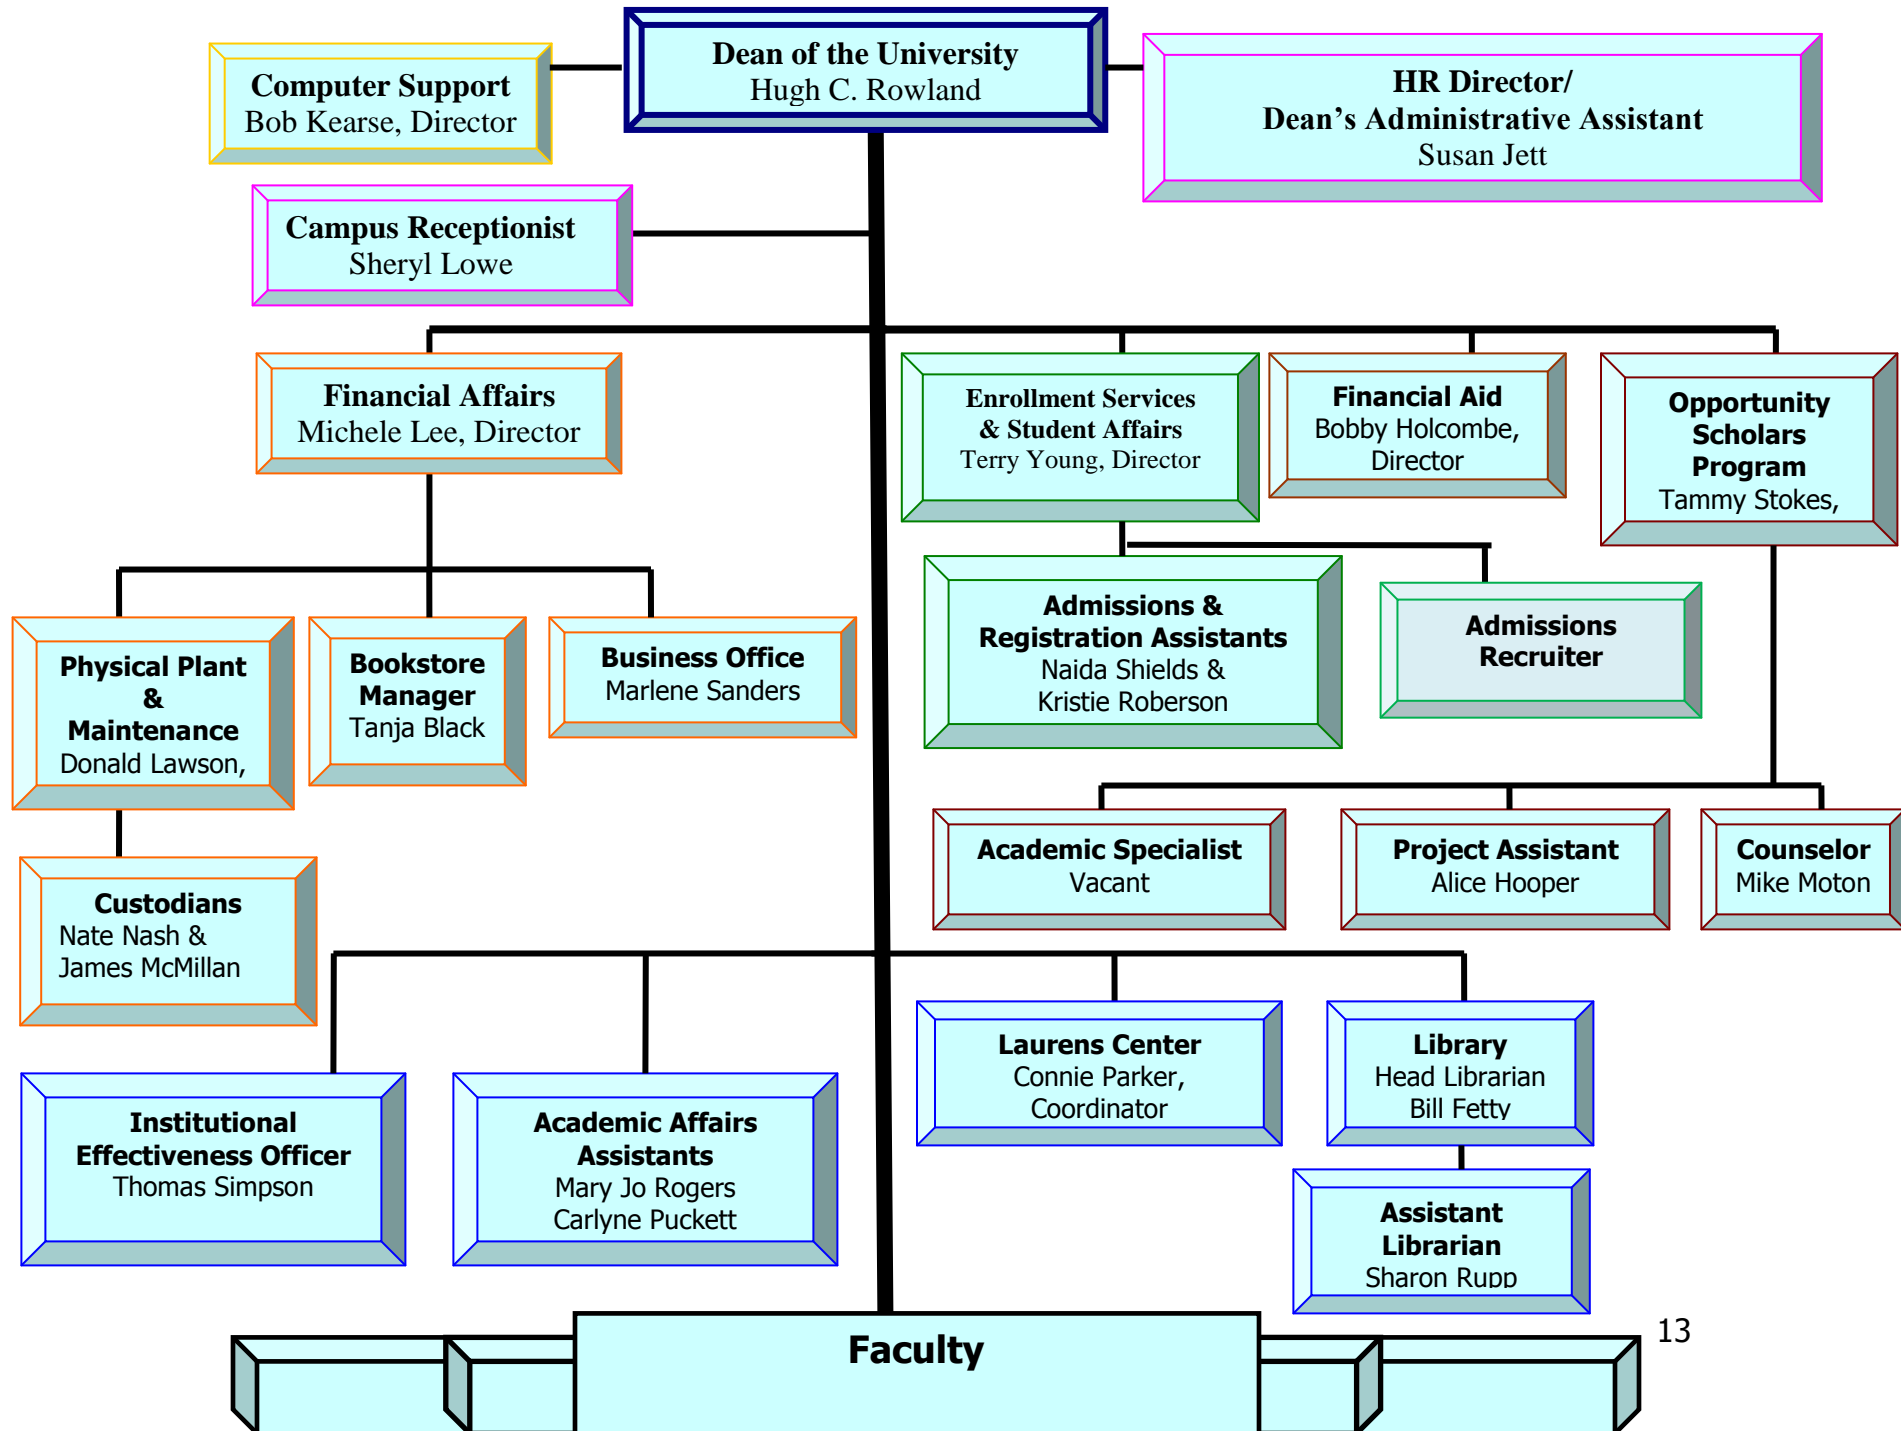 Dean of the University
Hugh C. Rowland
Computer Support
Bob Kearse, Director
HR Director/
Dean’s Administrative Assistant
Susan Jett
Campus Receptionist
Sheryl Lowe
Financial Affairs
Michele Lee, Director
Enrollment Services
& Student Affairs
Terry Young, Director
Financial Aid
Bobby Holcombe,
Director
Opportunity
Scholars
Program
Tammy Stokes,
Physical Plant
&
Maintenance
Donald Lawson,
Bookstore
Manager
Tanja Black
Business Office
Marlene Sanders
Admissions &
Registration Assistants
Naida Shields &
Kristie Roberson
Admissions
Recruiter
Custodians
Nate Nash &
James McMillan
Academic Specialist
Vacant
Project Assistant
Alice Hooper
Counselor
Mike Moton
Institutional
Effectiveness Officer
Thomas Simpson
Academic Affairs
Assistants
Mary Jo Rogers
Carlyne Puckett
Laurens Center
Connie Parker,
Coordinator
Library
Head Librarian
Bill Fetty
Assistant
Librarian
Sharon Rupp
Faculty
13